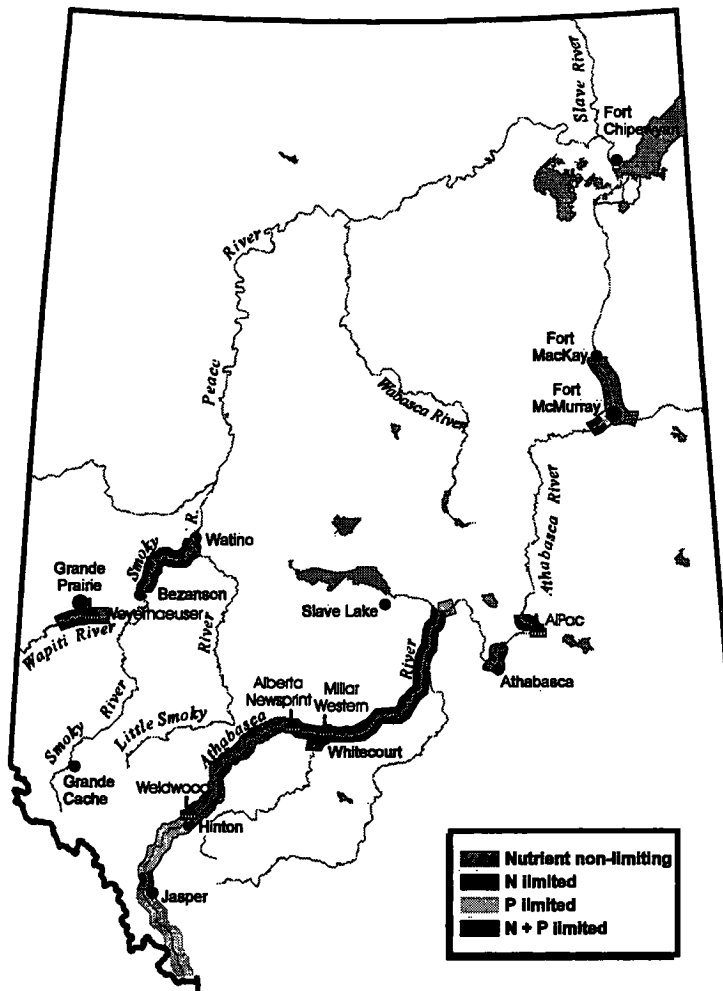 Slave River
Fort
Chipewyan
River
Peace
Fort
MacKay
Fort
McMurray
Wabasca River
Athabasca River
Smoky
R.
Watino
Grande
Prairie
Bezanson
Weyerhaeuser
Wapiti River
River
Slave Lake
AlPac
Athabasca
River
Alberta
Newsprint
Millar
Western
Smoky River
Little Smoky
Athabasca
Whitecourt
Grande
Cache
Weldwood
Hinton
Jasper
Nutrient non-limiting
N limited
P limited
N + P limited